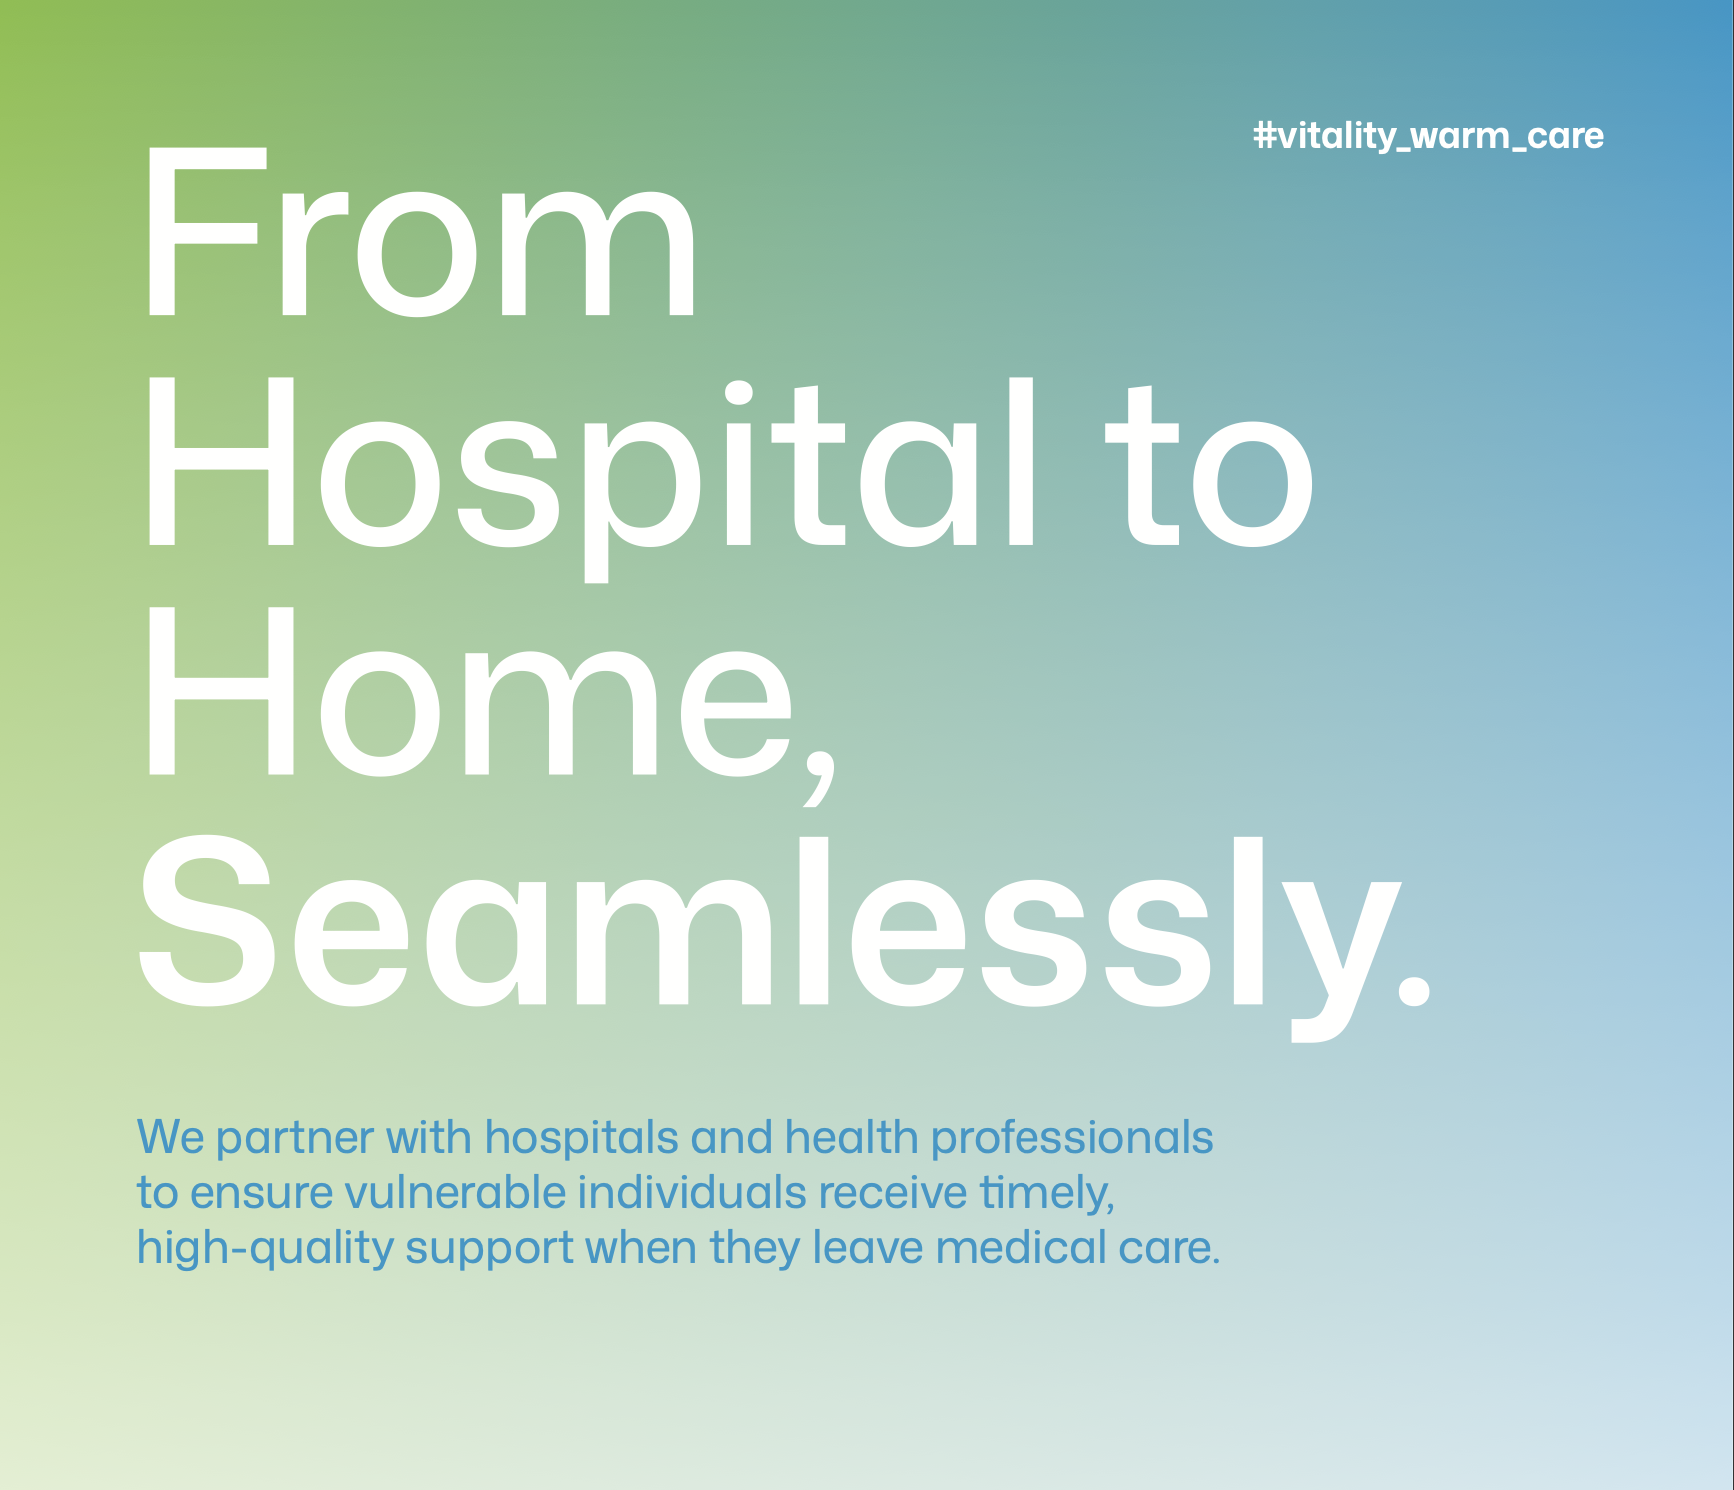 #vitality_warm_care
From
Hospital to
Home,
Seamlessly.
We partner with hospitals and health professionals
to ensure vulnerable individuals receive timely,
high-quality support when they leave medical care.